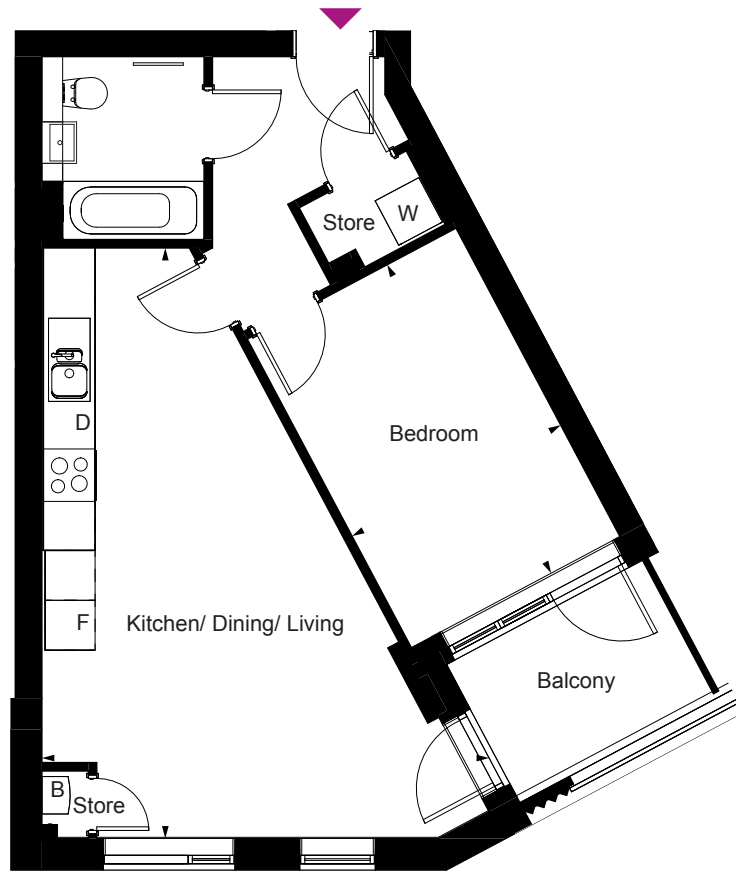 Store
W
D
Bedroom
F
Kitchen/ Dining/ Living
Balcony
B
Store